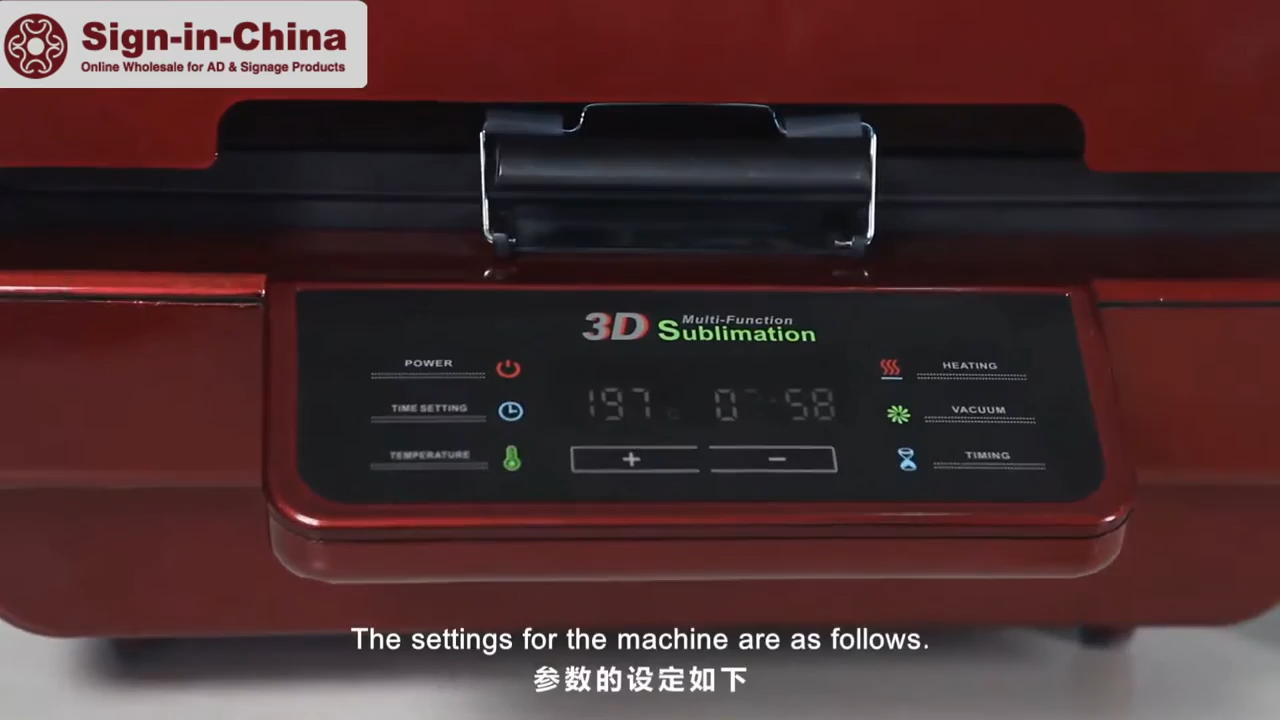 Sign-in-China
Online Wholesale for AD & Signage Products
3D Multi-Function
Sublimation
POWER
HEATING
TIME SETTING
197
58
VACUUM
TEMPERATURE
+
−
TIMING
The settings for the machine are as follows.
参数的设定如下